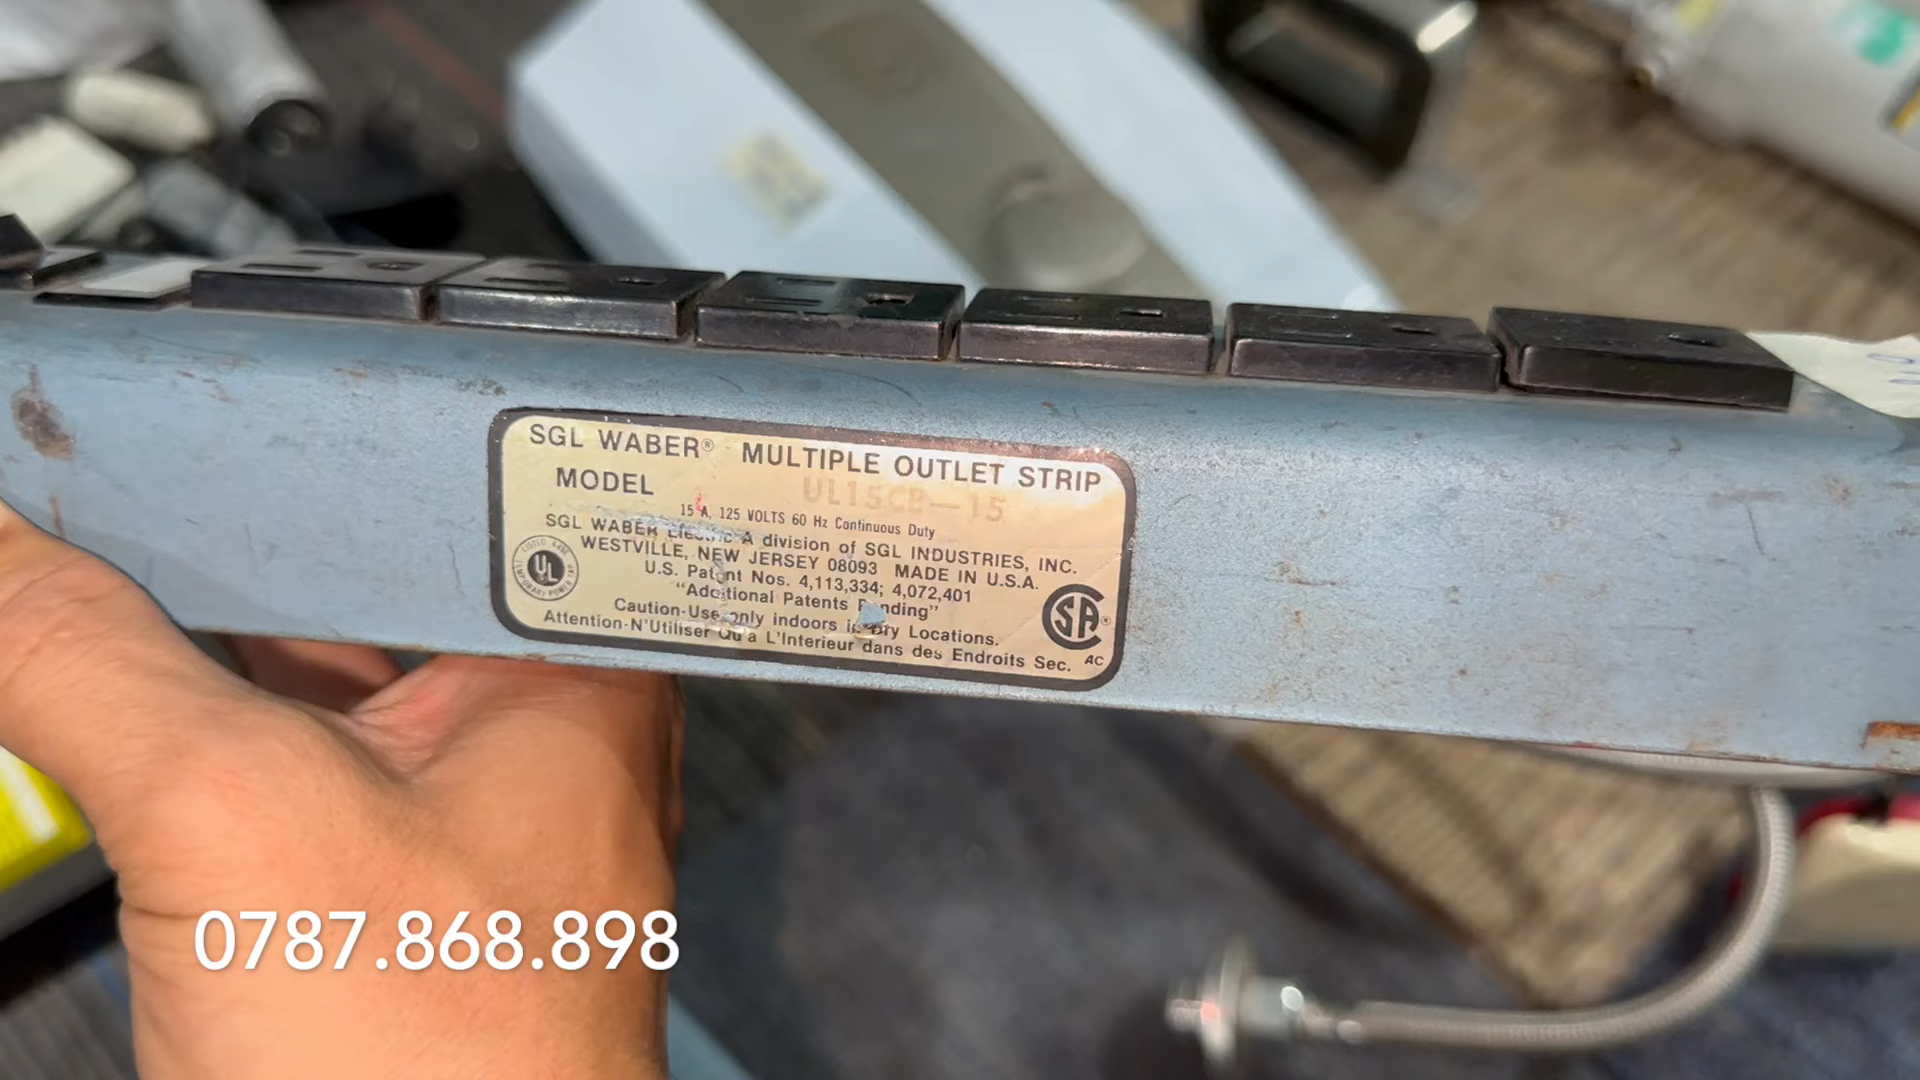 SGL WABER® MULTIPLE OUTLET STRIP
MODEL UL15CB-15
15 A, 125 VOLTS 60 Hz Continuous Duty
SGL WABER Electric A division of SGL INDUSTRIES, INC.
WESTVILLE, NEW JERSEY 08093 MADE IN U.S.A.
U.S. Patent Nos. 4,113,334; 4,072,401
"Additional Patents Pending"
Caution-Use only indoors in Dry Locations.
Attention-N'Utiliser Qu'a L'Interieur dans des Endroits Sec.
UL
SA®
AC
0787.868.898